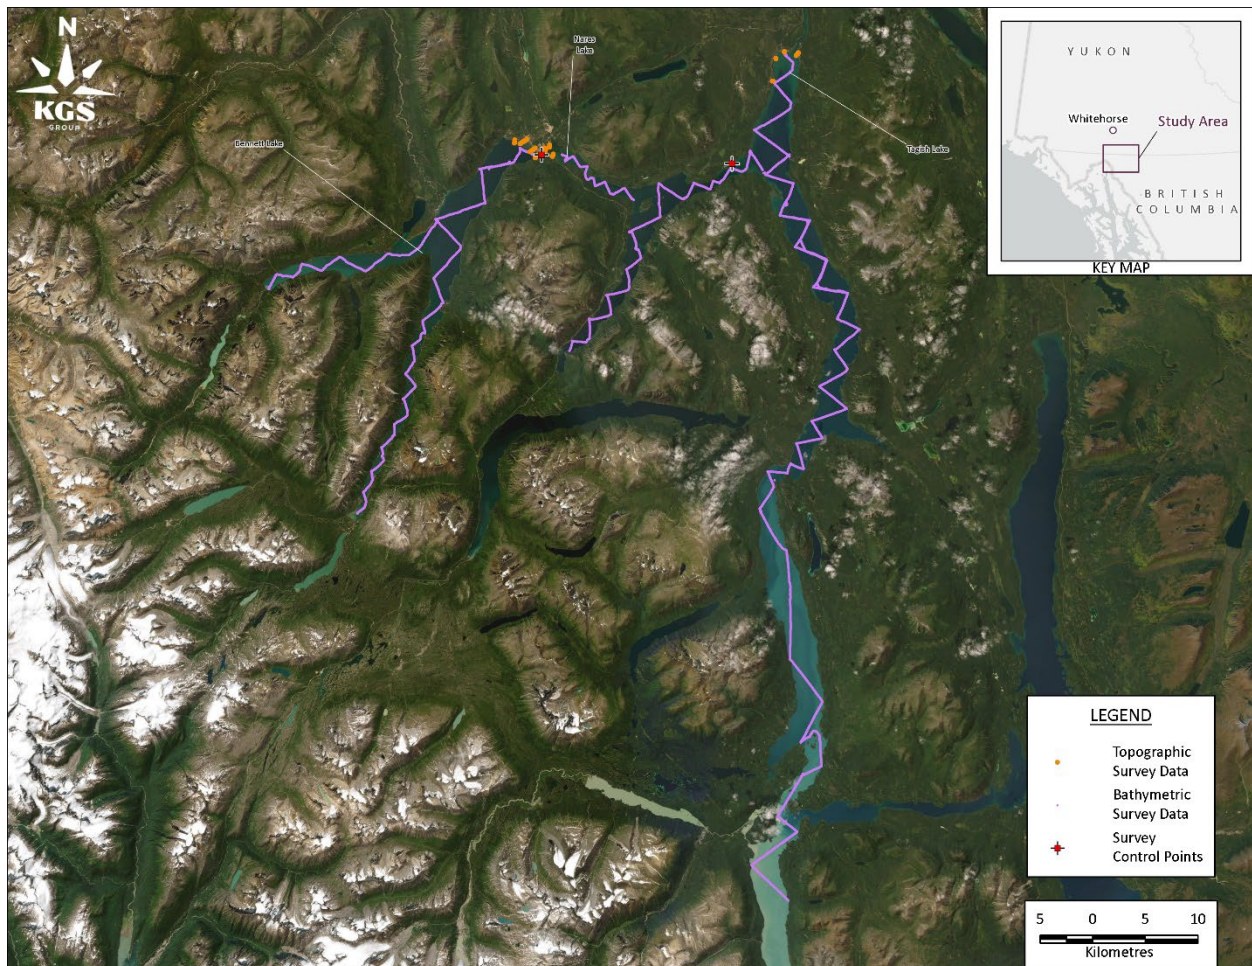 N
KGS
GROUP
Nares
Lake
Bennett Lake
Tagish Lake
YUKON
Whitehorse
Study Area
BRITISH
COLUMBIA
KEY MAP
LEGEND
Topographic
Survey Data
Bathymetric
Survey Data
Survey
Control Points
5 0 5 10
Kilometres